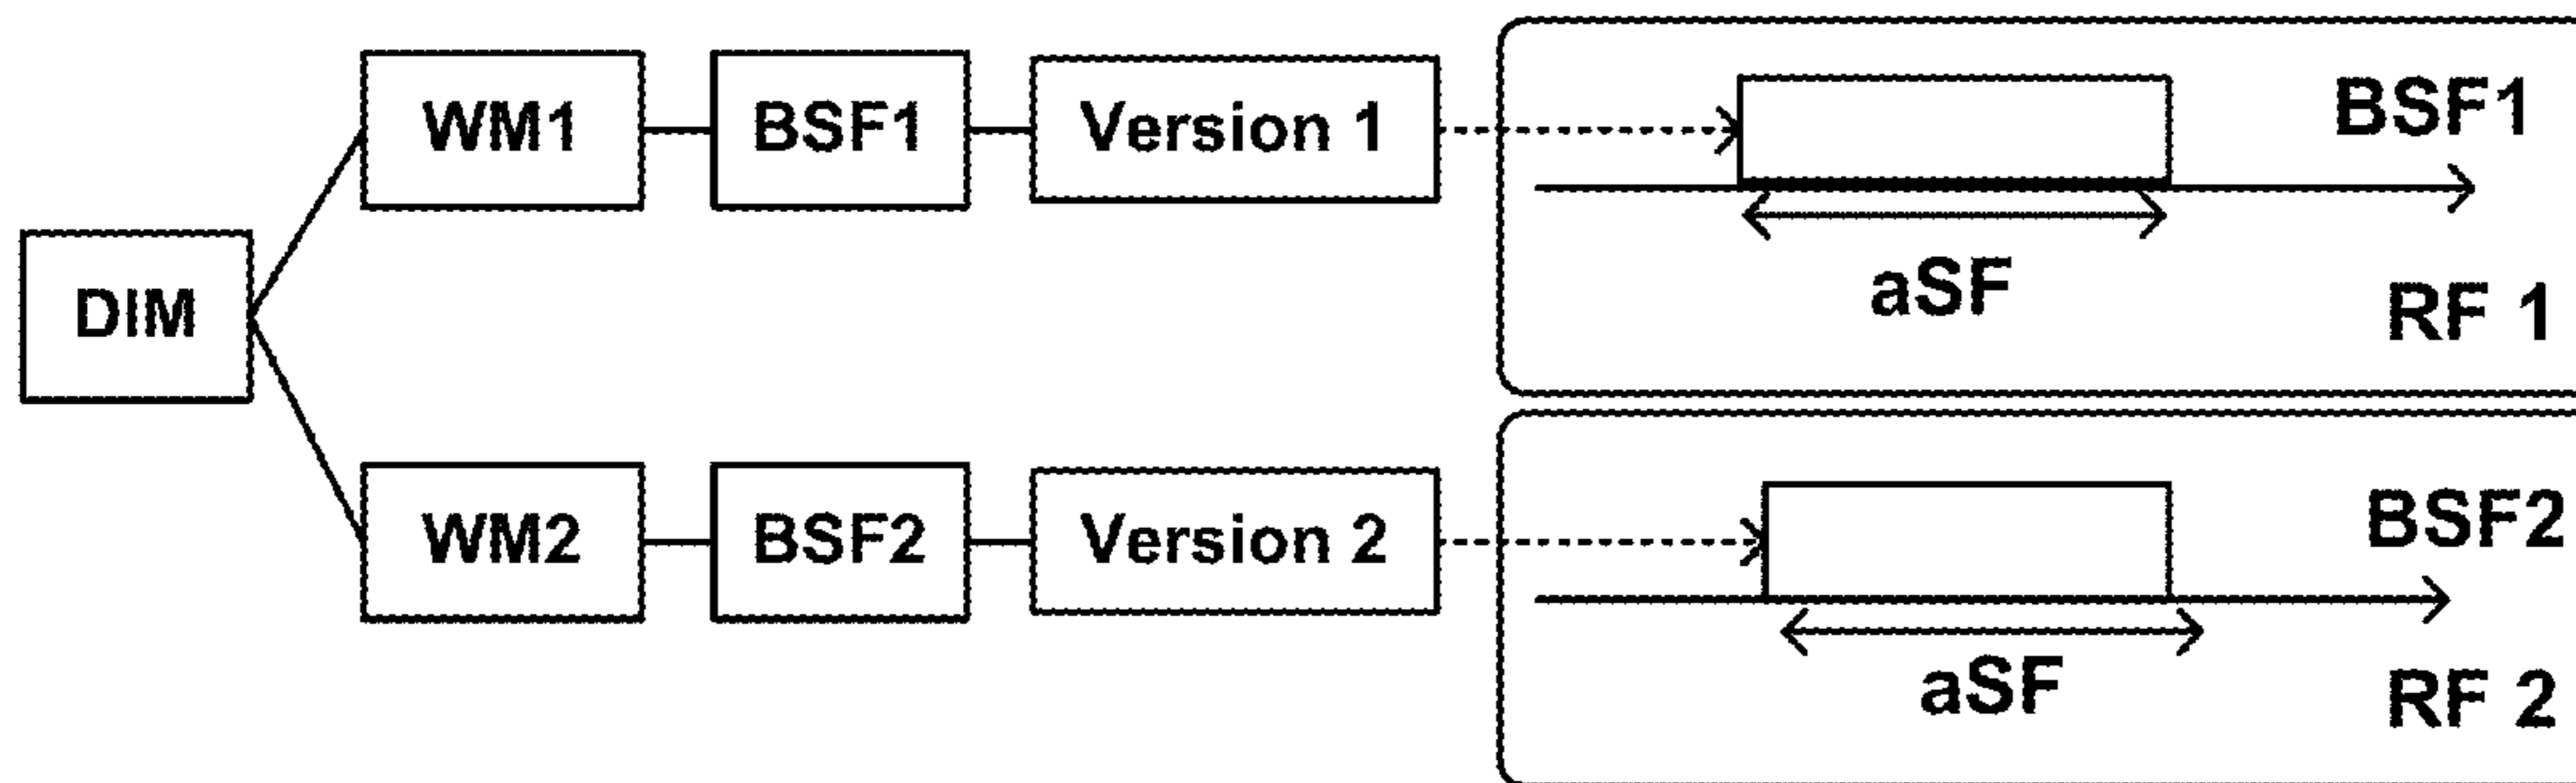 WM1
BSF1
Version 1
BSF1
aSF
RF 1
DIM
WM2
BSF2
Version 2
BSF2
aSF
RF 2